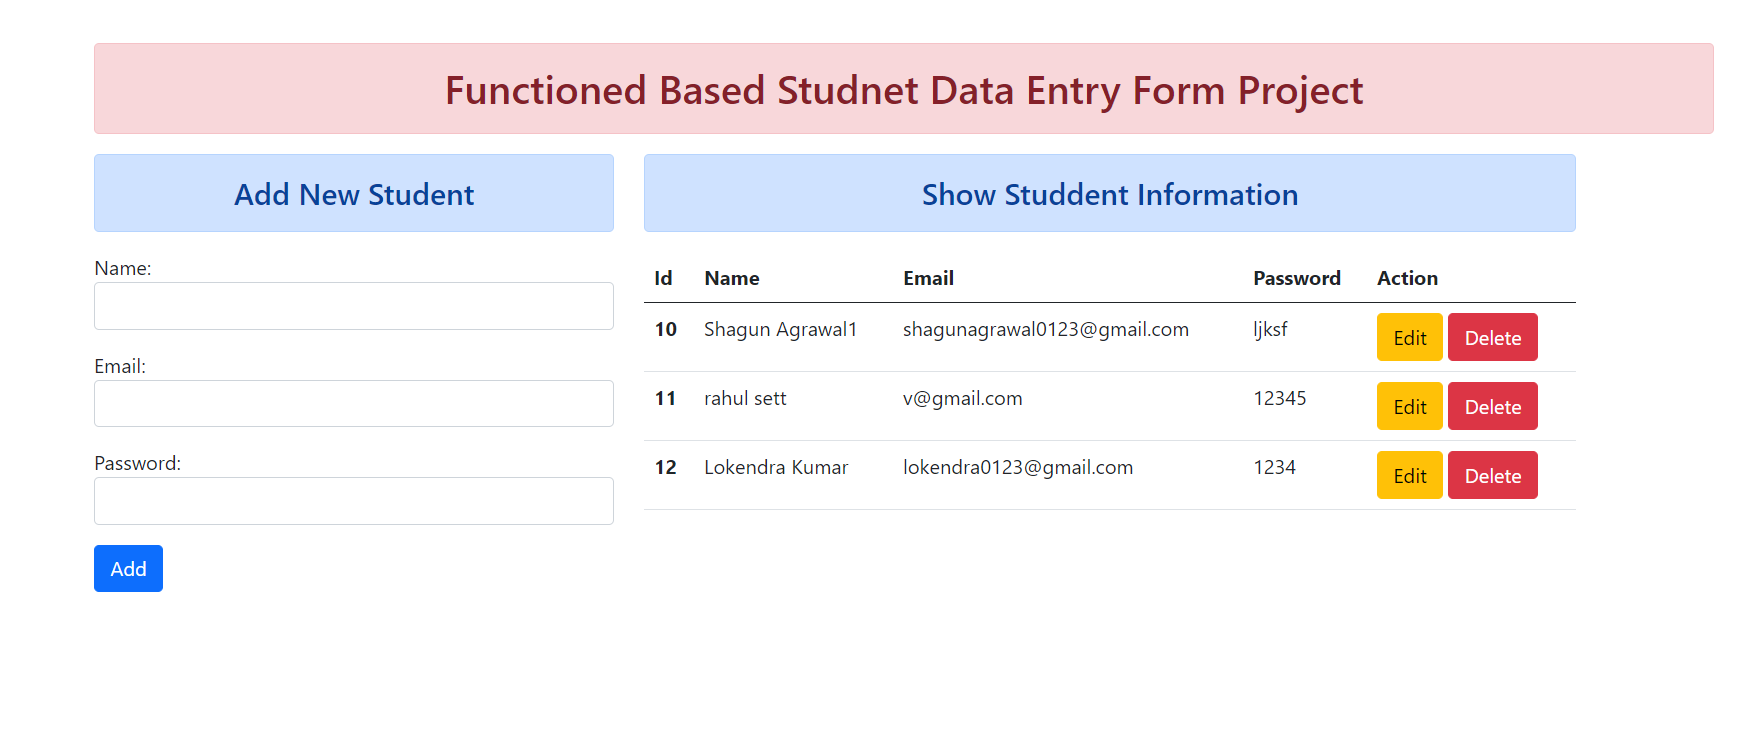 Functioned Based Studnet Data Entry Form Project
Add New Student
Name:
Email:
Password:
Add
Show Studdent Information
Id Name Email Password Action
10 Shagun Agrawal1 shagunagrawal0123@gmail.com ljksf Edit Delete
11 rahul sett v@gmail.com 12345 Edit Delete
12 Lokendra Kumar lokendra0123@gmail.com 1234 Edit Delete